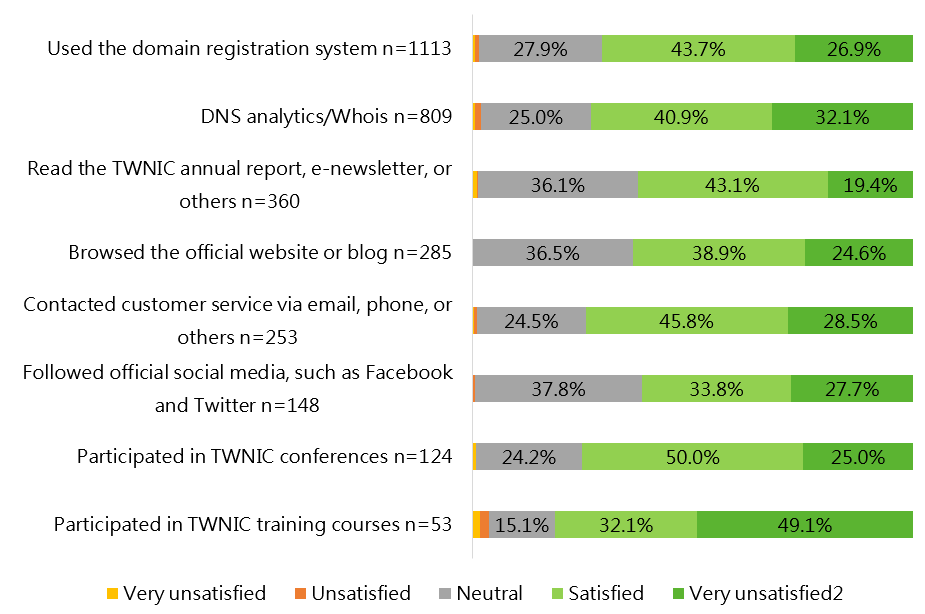 Used the domain registration system n=1113
27.9% 43.7% 26.9%
DNS analytics/Whois n=809
25.0% 40.9% 32.1%
Read the TWNIC annual report, e-newsletter, or
others n=360
36.1% 43.1% 19.4%
Browsed the official website or blog n=285
36.5% 38.9% 24.6%
Contacted customer service via email, phone, or
others n=253
24.5% 45.8% 28.5%
Followed official social media, such as Facebook
and Twitter n=148
37.8% 33.8% 27.7%
Participated in TWNIC conferences n=124
24.2% 50.0% 25.0%
Participated in TWNIC training courses n=53
15.1% 32.1% 49.1%
Very unsatisfied Unsatisfied Neutral Satisfied Very unsatisfied2